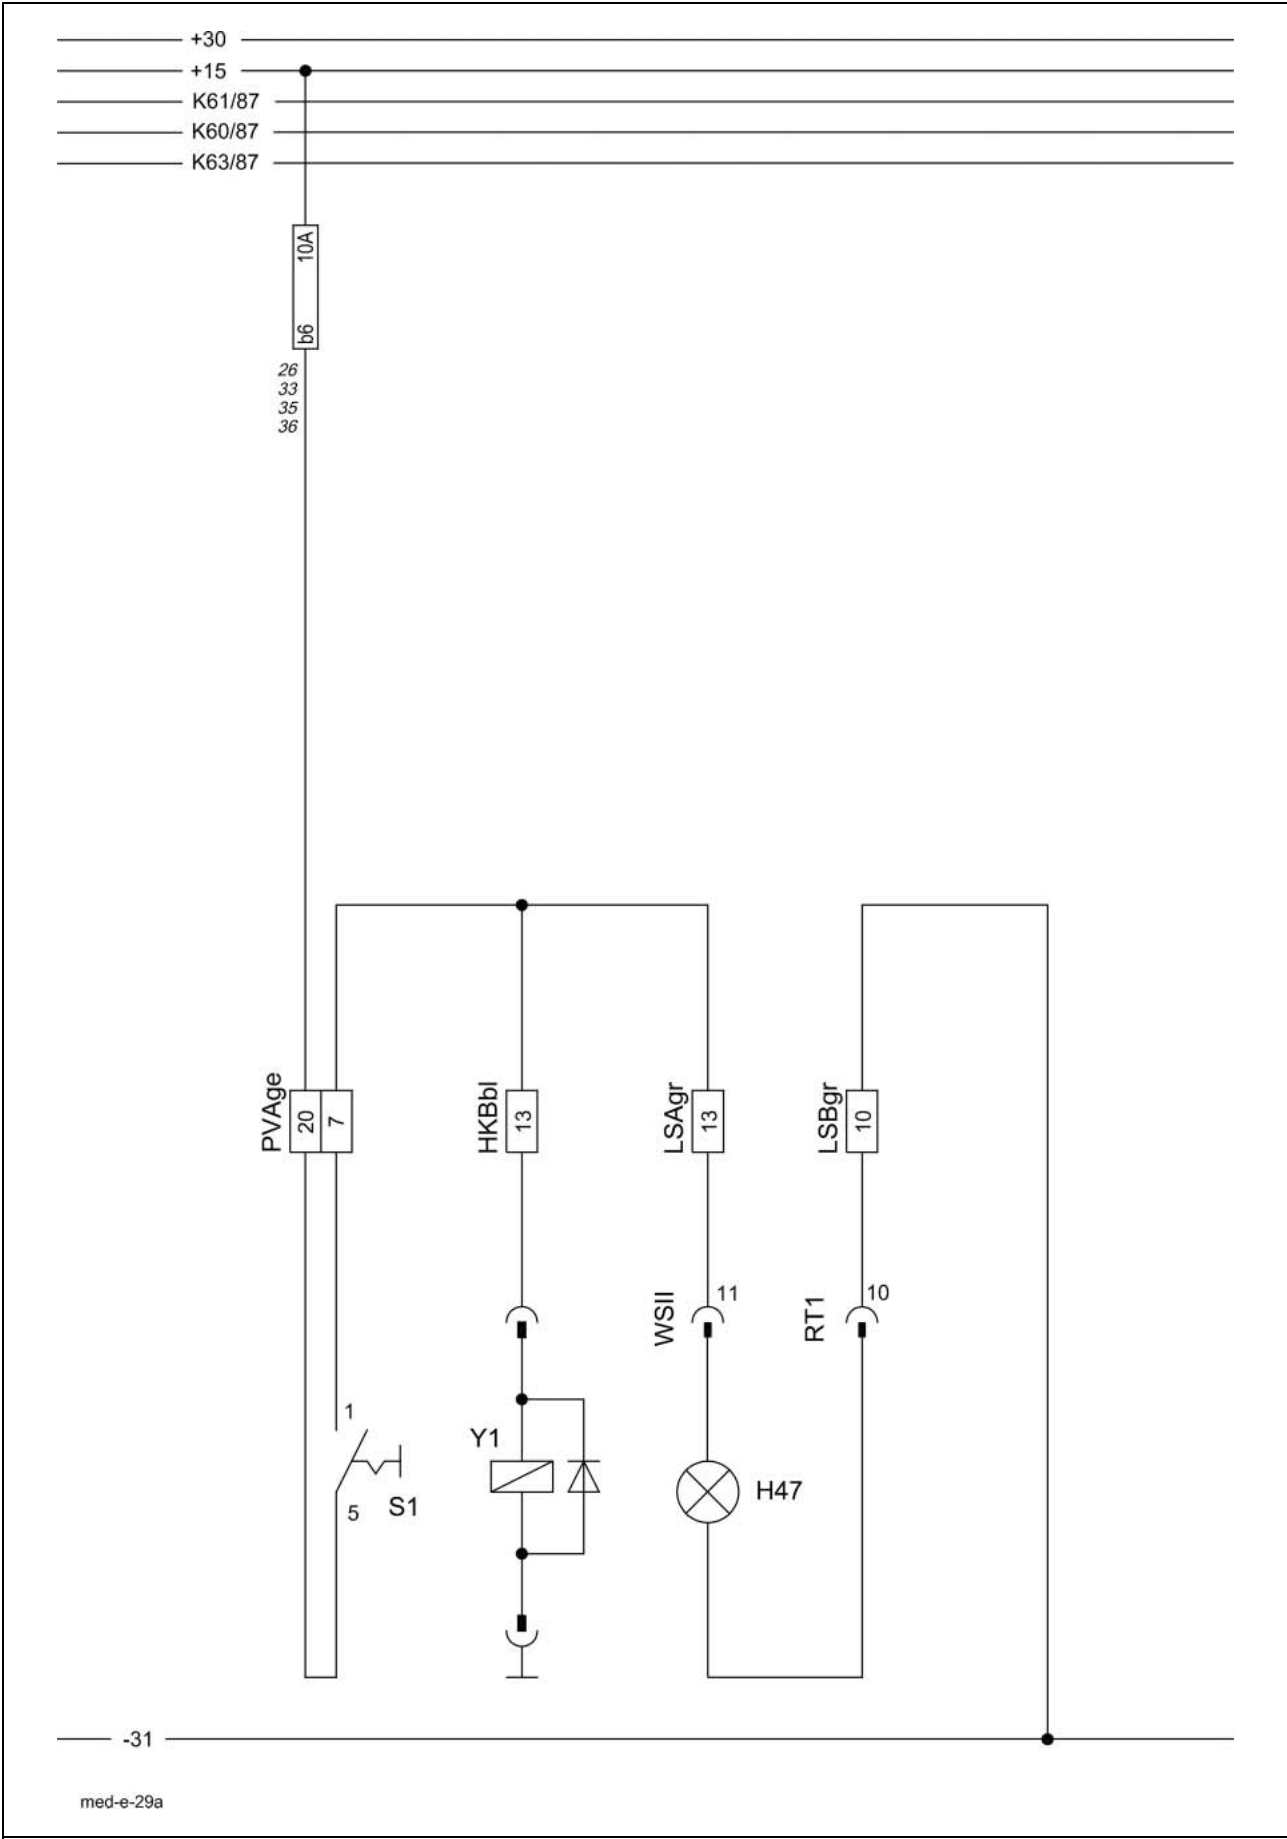 +30
+15
K61/87
K60/87
K63/87
10A
b6
26
33
35
36
PVAge
20
7
HKBbl
13
LSAgr
13
LSBgr
10
WSII
11
RT1
10
1
5
S1
Y1
H47
-31
med-e-29a